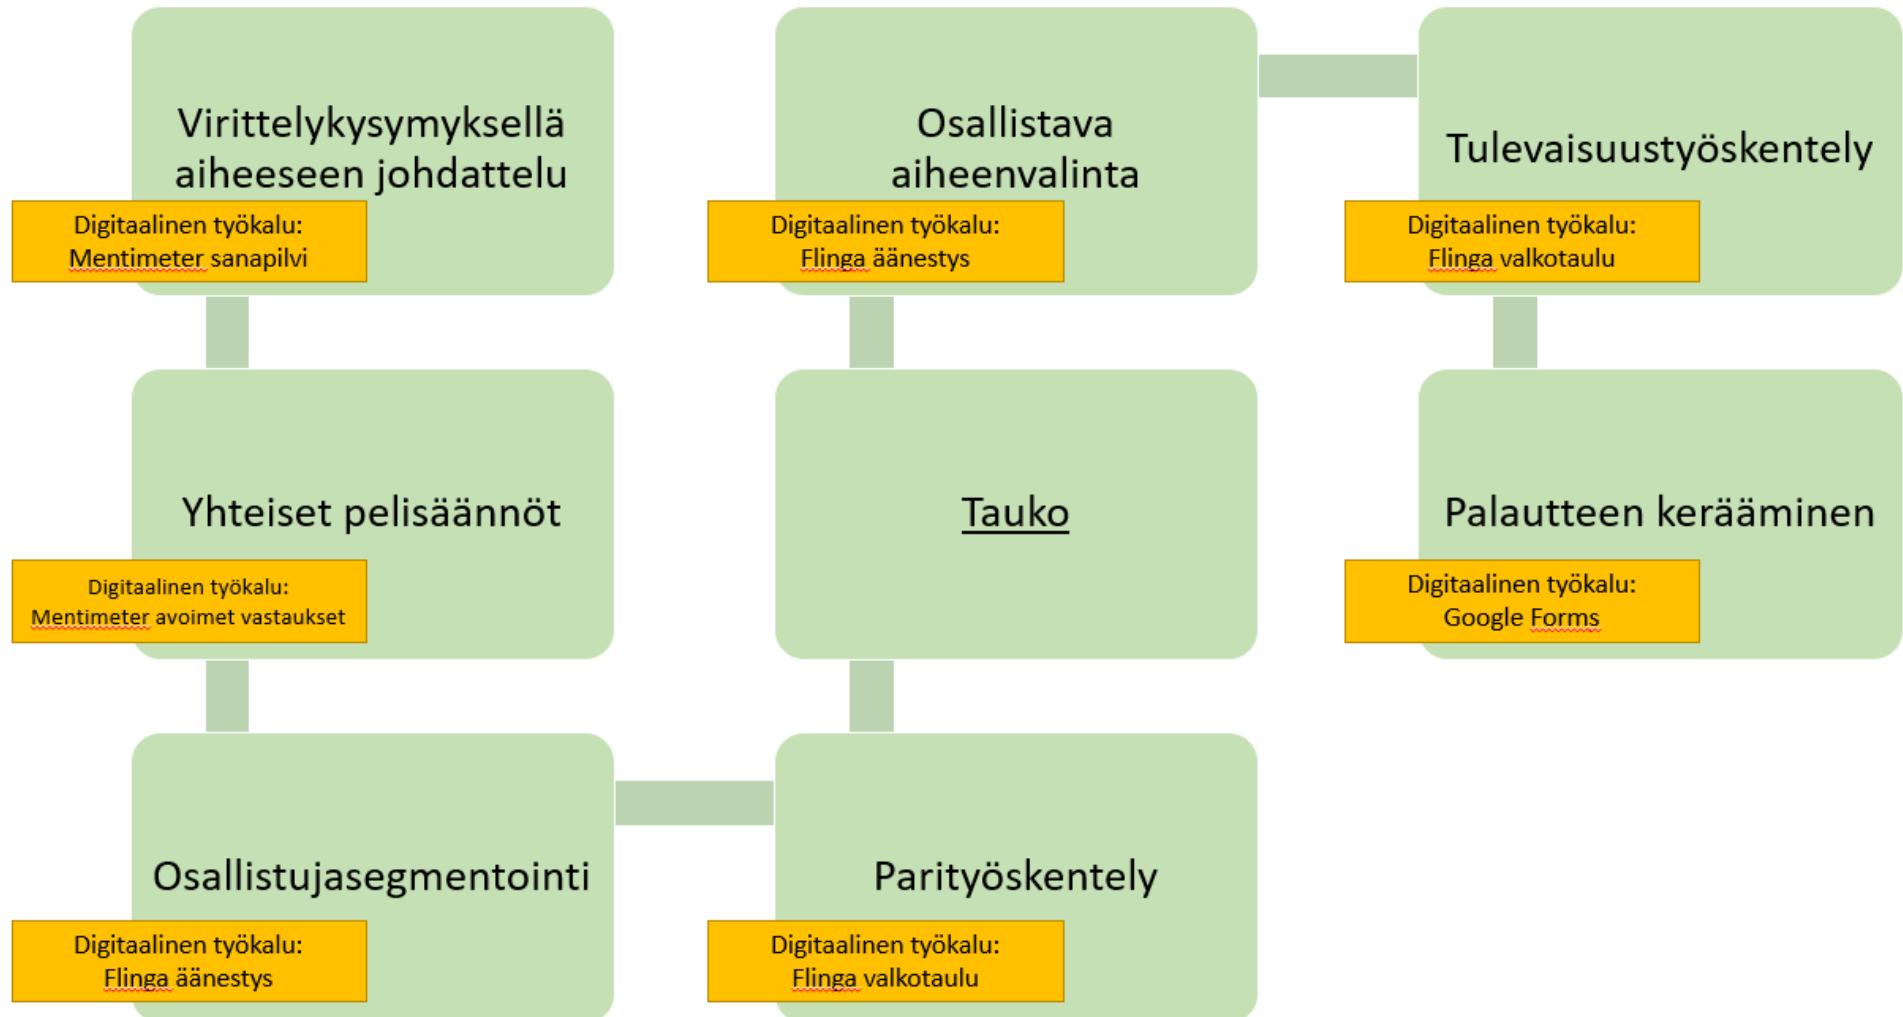 Virittelykysymyksellä
aiheeseen johdattelu
Digitaalinen työkalu:
Mentimeter sanapilvi
Yhteiset pelisäännöt
Digitaalinen työkalu:
Mentimeter avoimet vastaukset
Osallistujasegmentointi
Digitaalinen työkalu:
Flinga äänestys
Parityöskentely
Digitaalinen työkalu:
Flinga valkotaulu
Tauko
Osallistava
aiheenvalinta
Digitaalinen työkalu:
Flinga äänestys
Tulevaisuustyöskentely
Digitaalinen työkalu:
Flinga valkotaulu
Palautteen kerääminen
Digitaalinen työkalu:
Google Forms